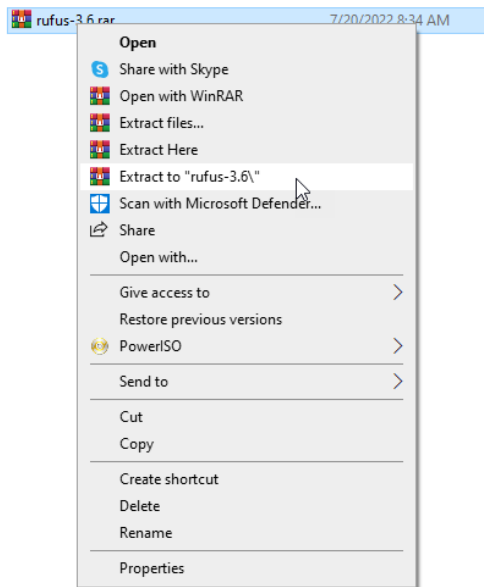 rufus-3.6.rar 7/20/2022 8:34 AM
Open
Share with Skype
Open with WinRAR
Extract files...
Extract Here
Extract to "rufus-3.6\"
Scan with Microsoft Defender...
Share
Open with...
Give access to
Restore previous versions
PowerISO
Send to
Cut
Copy
Create shortcut
Delete
Rename
Properties